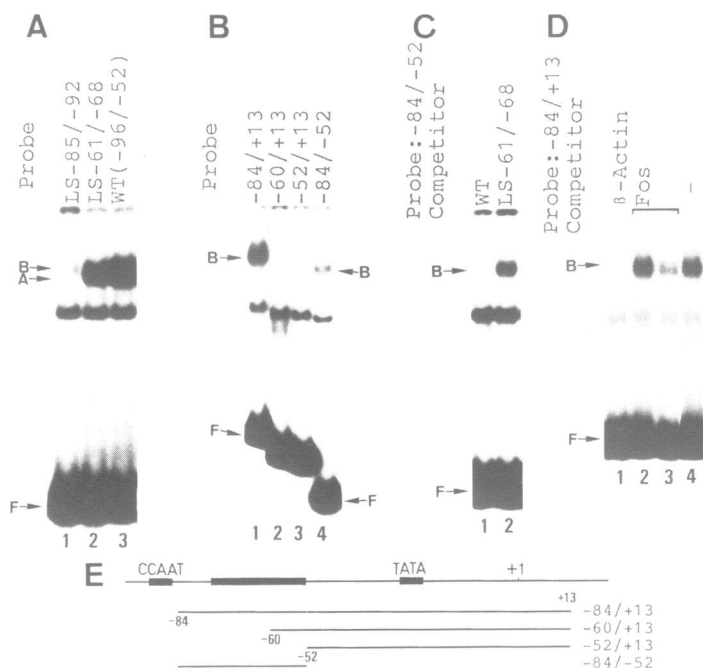 A
Probe
LS-85/-92
LS-61/-68
WT(-96/-52)
B
A
F
1 2 3
B
Probe
-84/+13
-60/+13
-52/+13
-84/-52
B
B
F
F
1 2 3 4
C
Probe:-84/-52
Competitor
WT
LS-61/-68
B
F
1 2
D
Probe:-84/+13
Competitor
ß-Actin
Fos
-
B
F
1 2 3 4
E
CCAAT
TATA
+1
-84
+13
-84/+13
-60
-60/+13
-52
-52/+13
-84/-52